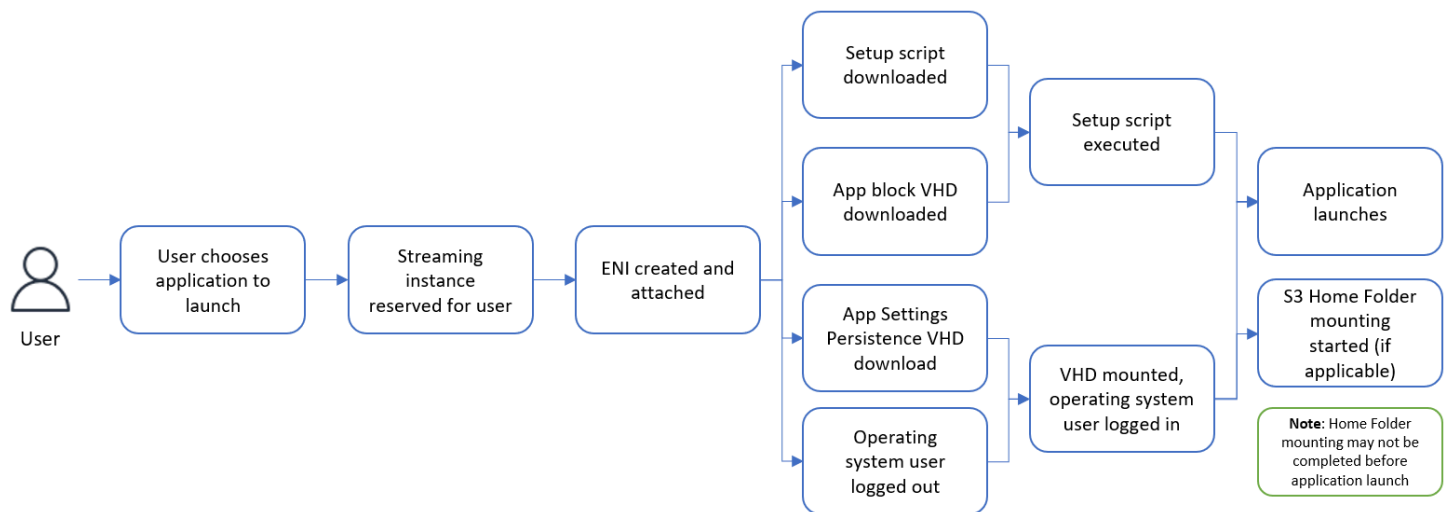 User
User chooses
application to
launch
Streaming
instance
reserved for user
ENI created and
attached
Setup script
downloaded
App block VHD
downloaded
App Settings
Persistence VHD
download
Operating
system user
logged out
Setup script
executed
VHD mounted,
operating system
user logged in
Application
launches
S3 Home Folder
mounting
started (if
applicable)
Note: Home Folder
mounting may not be
completed before
application launch